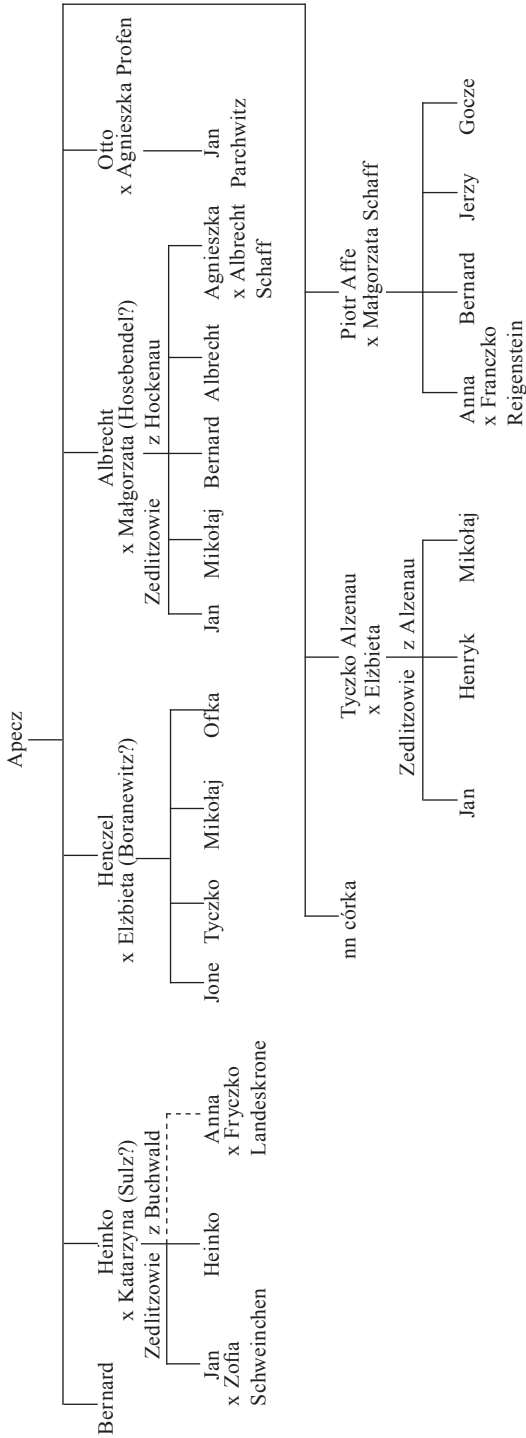 Apecz
Bernard
Heinko
x Katarzyna (Sulz?)
Zedlitzowie z Buchwald
Jan
x Zofia
Schweinchen
Heinko
Anna
x Fryczko
Landeskrone
Henczel
x Elżbieta (Boranewitz?)
Jone
Tyczko
Mikołaj
Ofka
Albrecht
x Małgorzata (Hosebendel?)
Zedlitzowie z Hockenau
Jan
Mikołaj
Bernard
Albrecht
Agnieszka
x Albrecht
Schaff
Otto
x Agnieszka Profen
Jan
Parchwitz
nn córka
Tyczko Alzenau
x Elżbieta
Zedlitzowie z Alzenau
Jan
Henryk
Mikołaj
Piotr Affe
x Małgorzata Schaff
Anna
x Franczko
Reigenstein
Bernard
Jerzy
Gocze